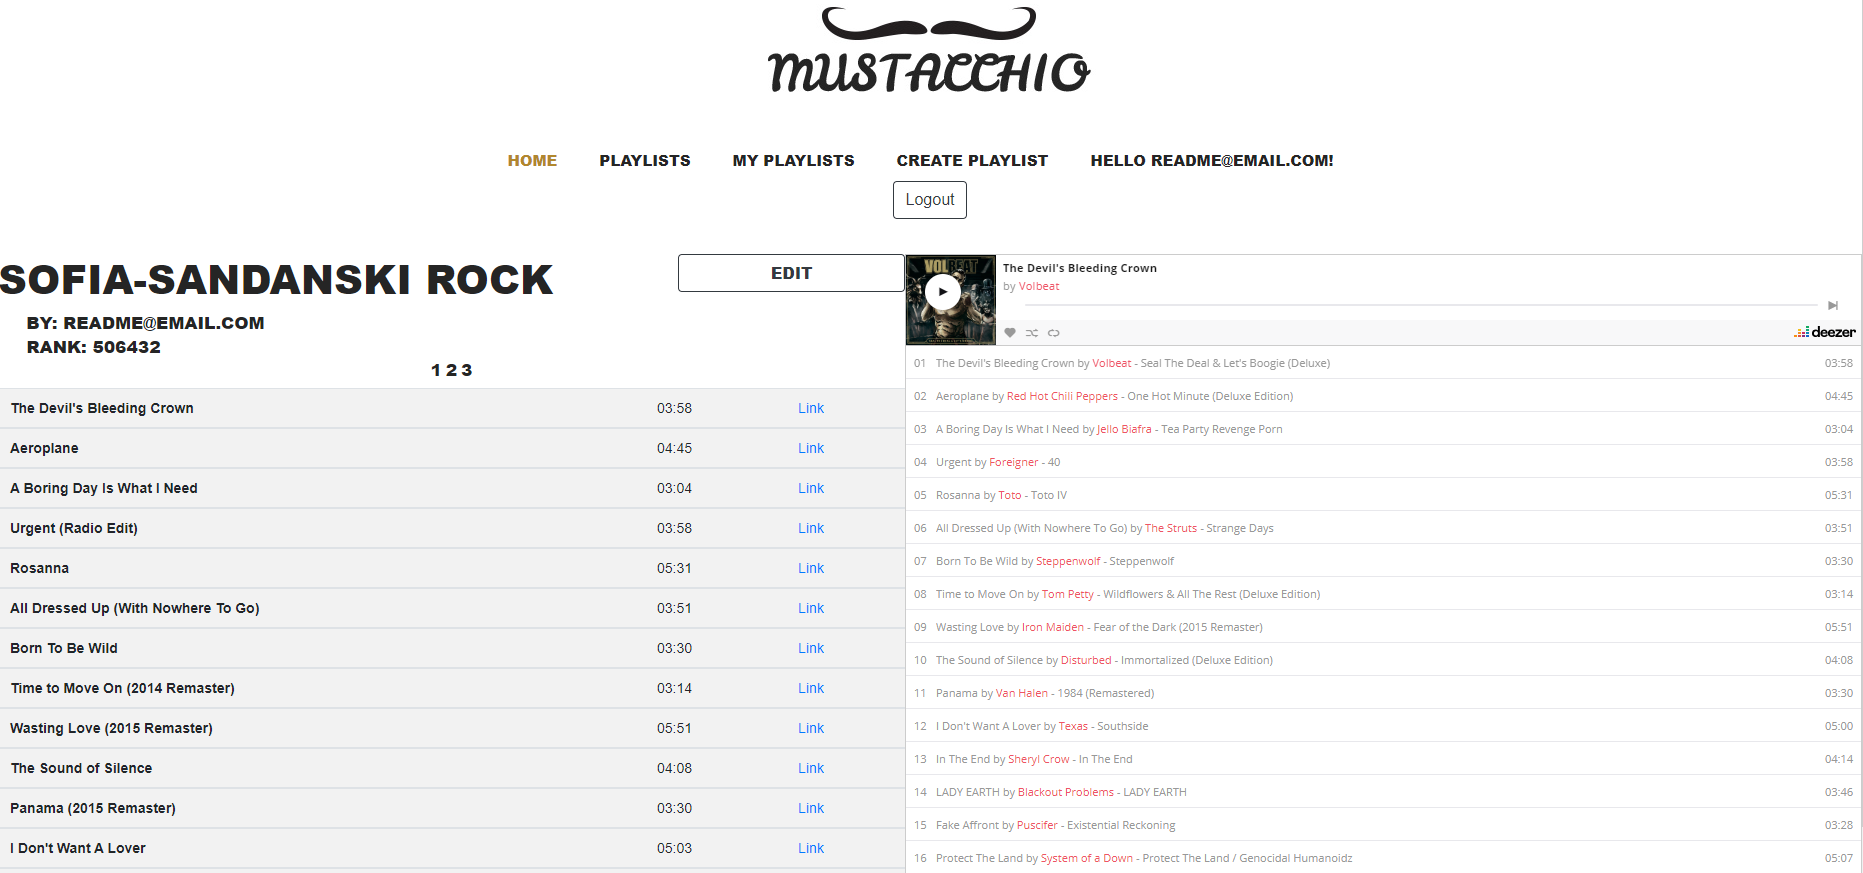 MUSTACCHIO
HOME PLAYLISTS MY PLAYLISTS CREATE PLAYLIST HELLO README@EMAIL.COM!
Logout
SOFIA-SANDANSKI ROCK
EDIT
BY: README@EMAIL.COM
RANK: 506432
1 2 3
The Devil's Bleeding Crown 03:58 Link
Aeroplane 04:45 Link
A Boring Day Is What I Need 03:04 Link
Urgent (Radio Edit) 03:58 Link
Rosanna 05:31 Link
All Dressed Up (With Nowhere To Go) 03:51 Link
Born To Be Wild 03:30 Link
Time to Move On (2014 Remaster) 03:14 Link
Wasting Love (2015 Remaster) 05:51 Link
The Sound of Silence 04:08 Link
Panama (2015 Remaster) 03:30 Link
I Don't Want A Lover 05:03 Link
VOLBEAT
The Devil's Bleeding Crown
by Volbeat
deezer
01 The Devil's Bleeding Crown by Volbeat - Seal The Deal & Let's Boogie (Deluxe) 03:58
02 Aeroplane by Red Hot Chili Peppers - One Hot Minute (Deluxe Edition) 04:45
03 A Boring Day Is What I Need by Jello Biafra - Tea Party Revenge Porn 03:04
04 Urgent by Foreigner - 40 03:58
05 Rosanna by Toto - Toto IV 05:31
06 All Dressed Up (With Nowhere To Go) by The Struts - Strange Days 03:51
07 Born To Be Wild by Steppenwolf - Steppenwolf 03:30
08 Time to Move On by Tom Petty - Wildflowers & All The Rest (Deluxe Edition) 03:14
09 Wasting Love by Iron Maiden - Fear of the Dark (2015 Remaster) 05:51
10 The Sound of Silence by Disturbed - Immortalized (Deluxe Edition) 04:08
11 Panama by Van Halen - 1984 (Remastered) 03:30
12 I Don't Want A Lover by Texas - Southside 05:00
13 In The End by Sheryl Crow - In The End 04:14
14 LADY EARTH by Blackout Problems - LADY EARTH 03:46
15 Fake Affront by Puscifer - Existential Reckoning 03:28
16 Protect The Land by System of a Down - Protect The Land / Genocidal Humanoidz 05:07